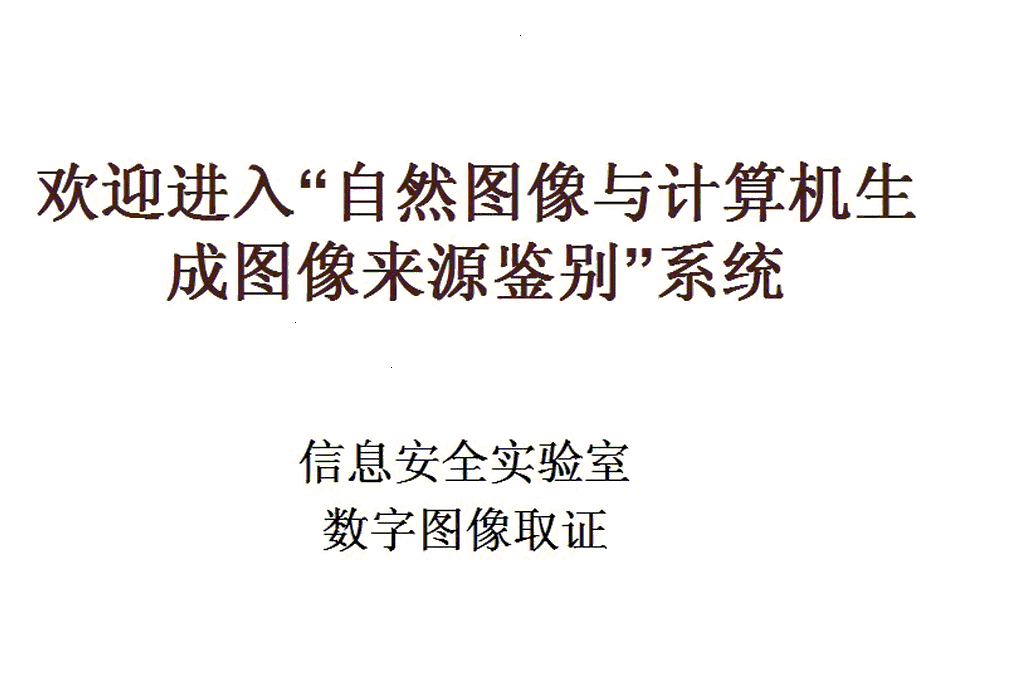 欢迎进入“自然图像与计算机生
成图像来源鉴别”系统
信息安全实验室
数字图像取证